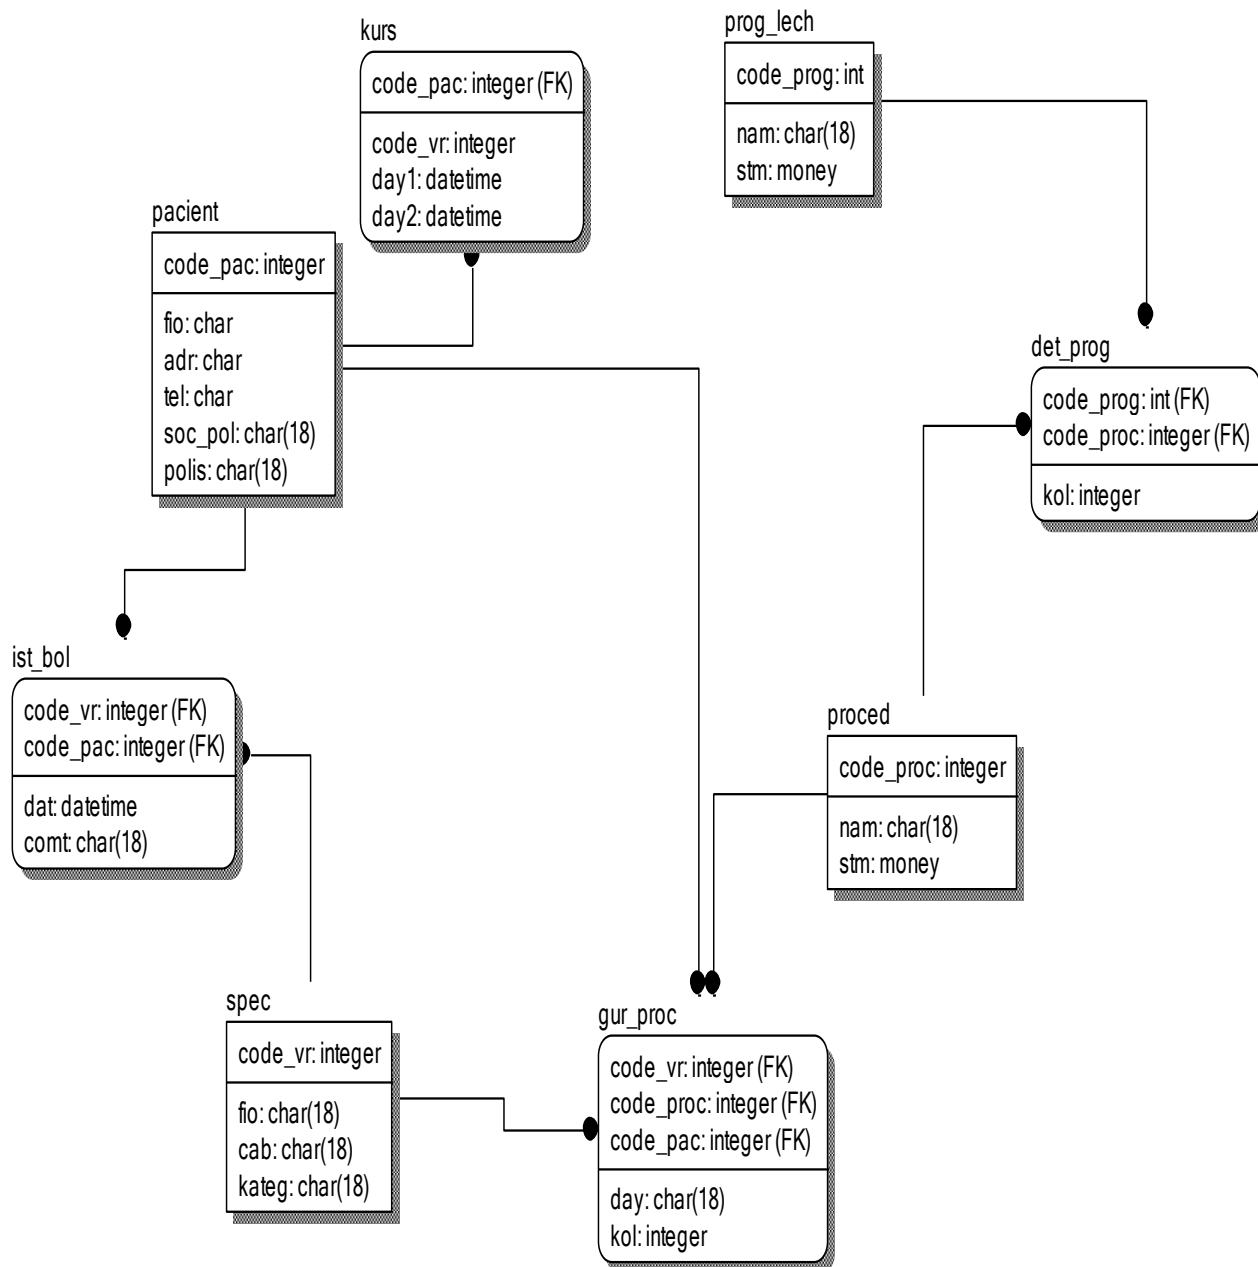 kurs
code_pac: integer (FK)
code_vr: integer
day1: datetime
day2: datetime
prog_lech
code_prog: int
nam: char(18)
stm: money
pacient
code_pac: integer
fio: char
adr: char
tel: char
soc_pol: char(18)
polis: char(18)
det_prog
code_prog: int (FK)
code_proc: integer (FK)
kol: integer
ist_bol
code_vr: integer (FK)
code_pac: integer (FK)
dat: datetime
comt: char(18)
proced
code_proc: integer
nam: char(18)
stm: money
spec
code_vr: integer
fio: char(18)
cab: char(18)
kateg: char(18)
gur_proc
code_vr: integer (FK)
code_proc: integer (FK)
code_pac: integer (FK)
day: char(18)
kol: integer